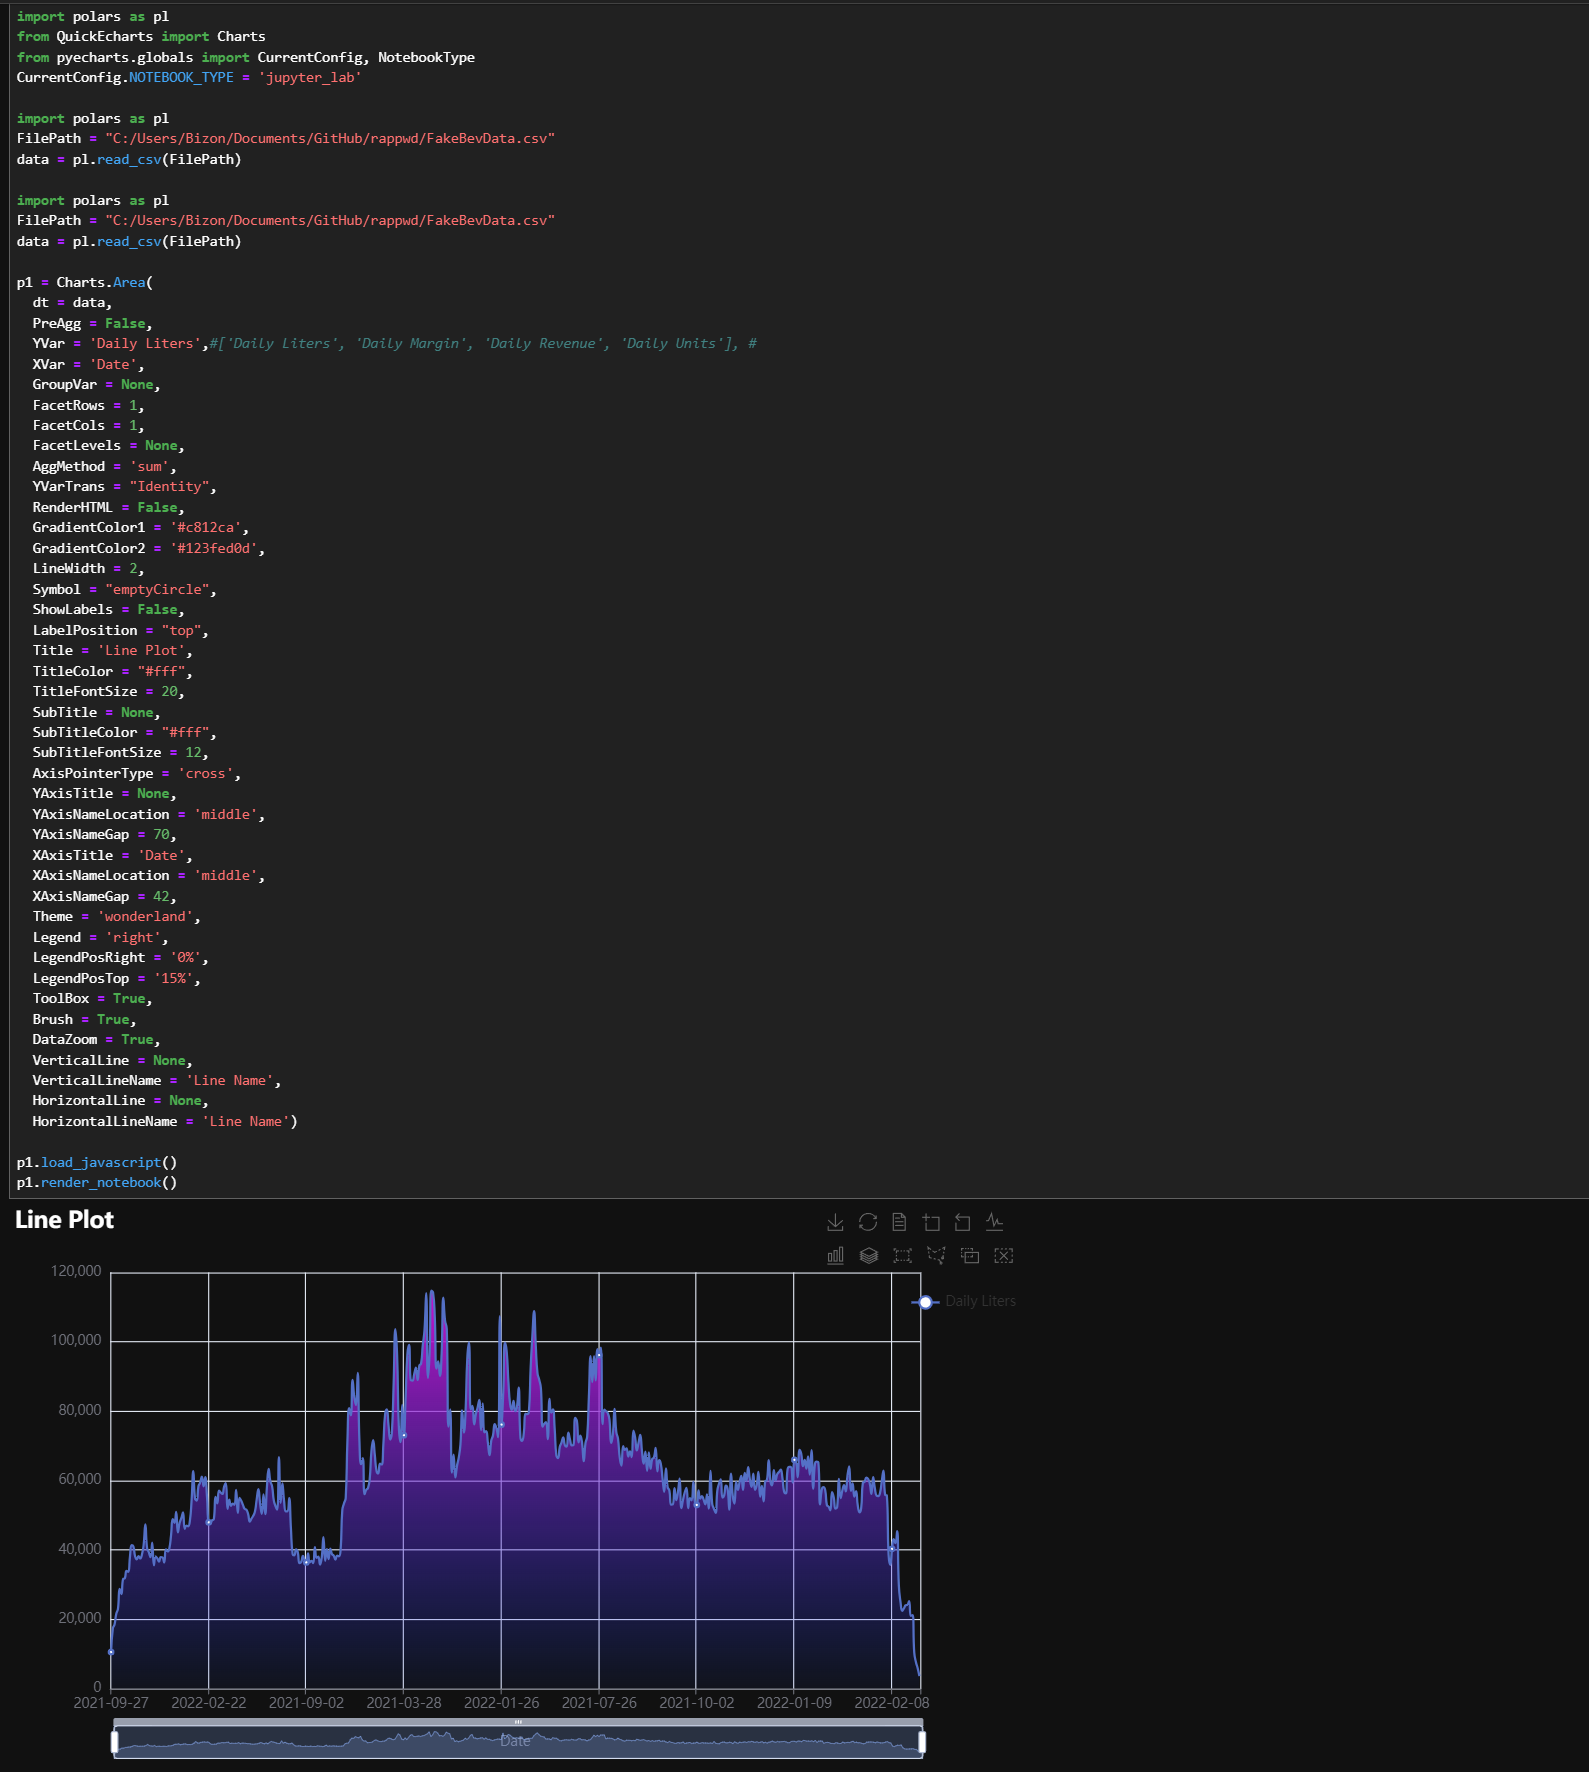 import polars as pl
from QuickEcharts import Charts
from pyecharts.globals import CurrentConfig, NotebookType
CurrentConfig.NOTEBOOK_TYPE = 'jupyter_lab'

import polars as pl
FilePath = "C:/Users/Bizon/Documents/GitHub/rappwd/FakeBevData.csv"
data = pl.read_csv(FilePath)

import polars as pl
FilePath = "C:/Users/Bizon/Documents/GitHub/rappwd/FakeBevData.csv"
data = pl.read_csv(FilePath)

p1 = Charts.Area(
  dt = data,
  PreAgg = False,
  YVar = 'Daily Liters',#['Daily Liters', 'Daily Margin', 'Daily Revenue', 'Daily Units'], #
  XVar = 'Date',
  GroupVar = None,
  FacetRows = 1,
  FacetCols = 1,
  FacetLevels = None,
  AggMethod = 'sum',
  YVarTrans = "Identity",
  RenderHTML = False,
  GradientColor1 = '#c812ca',
  GradientColor2 = '#123fed0d',
  LineWidth = 2,
  Symbol = "emptyCircle",
  ShowLabels = False,
  LabelPosition = "top",
  Title = 'Line Plot',
  TitleColor = "#fff",
  TitleFontSize = 20,
  SubTitle = None,
  SubTitleColor = "#fff",
  SubTitleFontSize = 12,
  AxisPointerType = 'cross',
  YAxisTitle = None,
  YAxisNameLocation = 'middle',
  YAxisNameGap = 70,
  XAxisTitle = 'Date',
  XAxisNameLocation = 'middle',
  XAxisNameGap = 42,
  Theme = 'wonderland',
  Legend = 'right',
  LegendPosRight = '0%',
  LegendPosTop = '15%',
  ToolBox = True,
  Brush = True,
  DataZoom = True,
  VerticalLine = None,
  VerticalLineName = 'Line Name',
  HorizontalLine = None,
  HorizontalLineName = 'Line Name')

p1.load_javascript()
p1.render_notebook()
Line Plot
120,000
Daily Liters
100,000
80,000
60,000
40,000
20,000
0
2021-09-27 2022-02-22 2021-09-02 2021-03-28 2022-01-26 2021-07-26 2021-10-02 2022-01-09 2022-02-08
Date